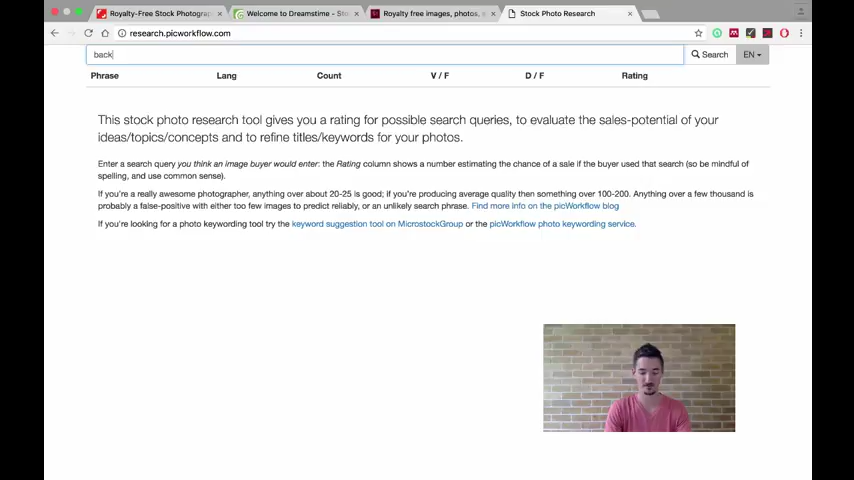 Royalty-Free Stock Photograp
Welcome to Dreamstime - Sto
Royalty free images, photos,
Stock Photo Research
research.picworkflow.com
back
Search
EN
Phrase Lang Count V / F D / F Rating
This stock photo research tool gives you a rating for possible search queries, to evaluate the sales-potential of your
ideas/topics/concepts and to refine titles/keywords for your photos.
Enter a search query you think an image buyer would enter: the Rating column shows a number estimating the chance of a sale if the buyer used that search (so be mindful of
spelling, and use common sense).
If you're a really awesome photographer, anything over about 20-25 is good; if you're producing average quality then something over 100-200. Anything over a few thousand is
probably a false-positive with either too few images to predict reliably, or an unlikely search phrase. Find more info on the picWorkflow blog
If you're looking for a photo keywording tool try the keyword suggestion tool on MicrostockGroup or the picWorkflow photo keywording service.